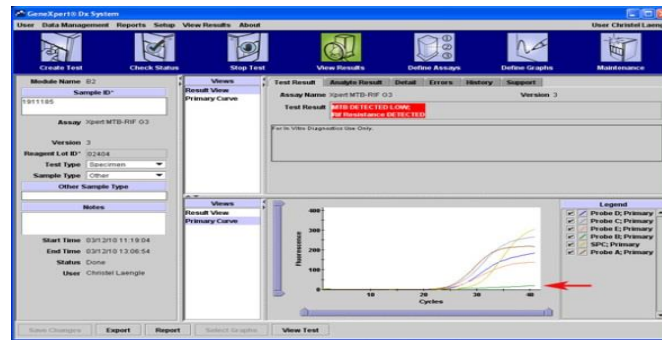 GeneXpert® Dx System
User Data Management Reports Setup View Results About
User Christel Laengle
Create Test Check Status Stop Test View Results Define Assays Define Graphs Maintenance
Module Name B2
Sample ID*
1911185
Assay Xpert MTB-RIF G3
Version 3
Reagent Lot ID* 02404
Test Type Specimen
Sample Type Other
Other Sample Type
Notes
Start Time 03/12/10 11:19:04
End Time 03/12/10 13:06:54
Status Done
User Christel Laengle
Views
Result View
Primary Curve
Test Result Analyte Result Detail Errors History Support
Assay Name Xpert MTB-RIF G3 Version 3
Test Result MTB DETECTED LOW;
Rif Resistance DETECTED
For In Vitro Diagnostics Use Only.
Views
Result View
Primary Curve
Fluorescence
400
300
200
100
0
10 20 30 40
Cycles
Legend
Probe D; Primary
Probe C; Primary
Probe E; Primary
Probe B; Primary
SPC; Primary
Probe A; Primary
Save Changes Export Report Select Graphs View Test